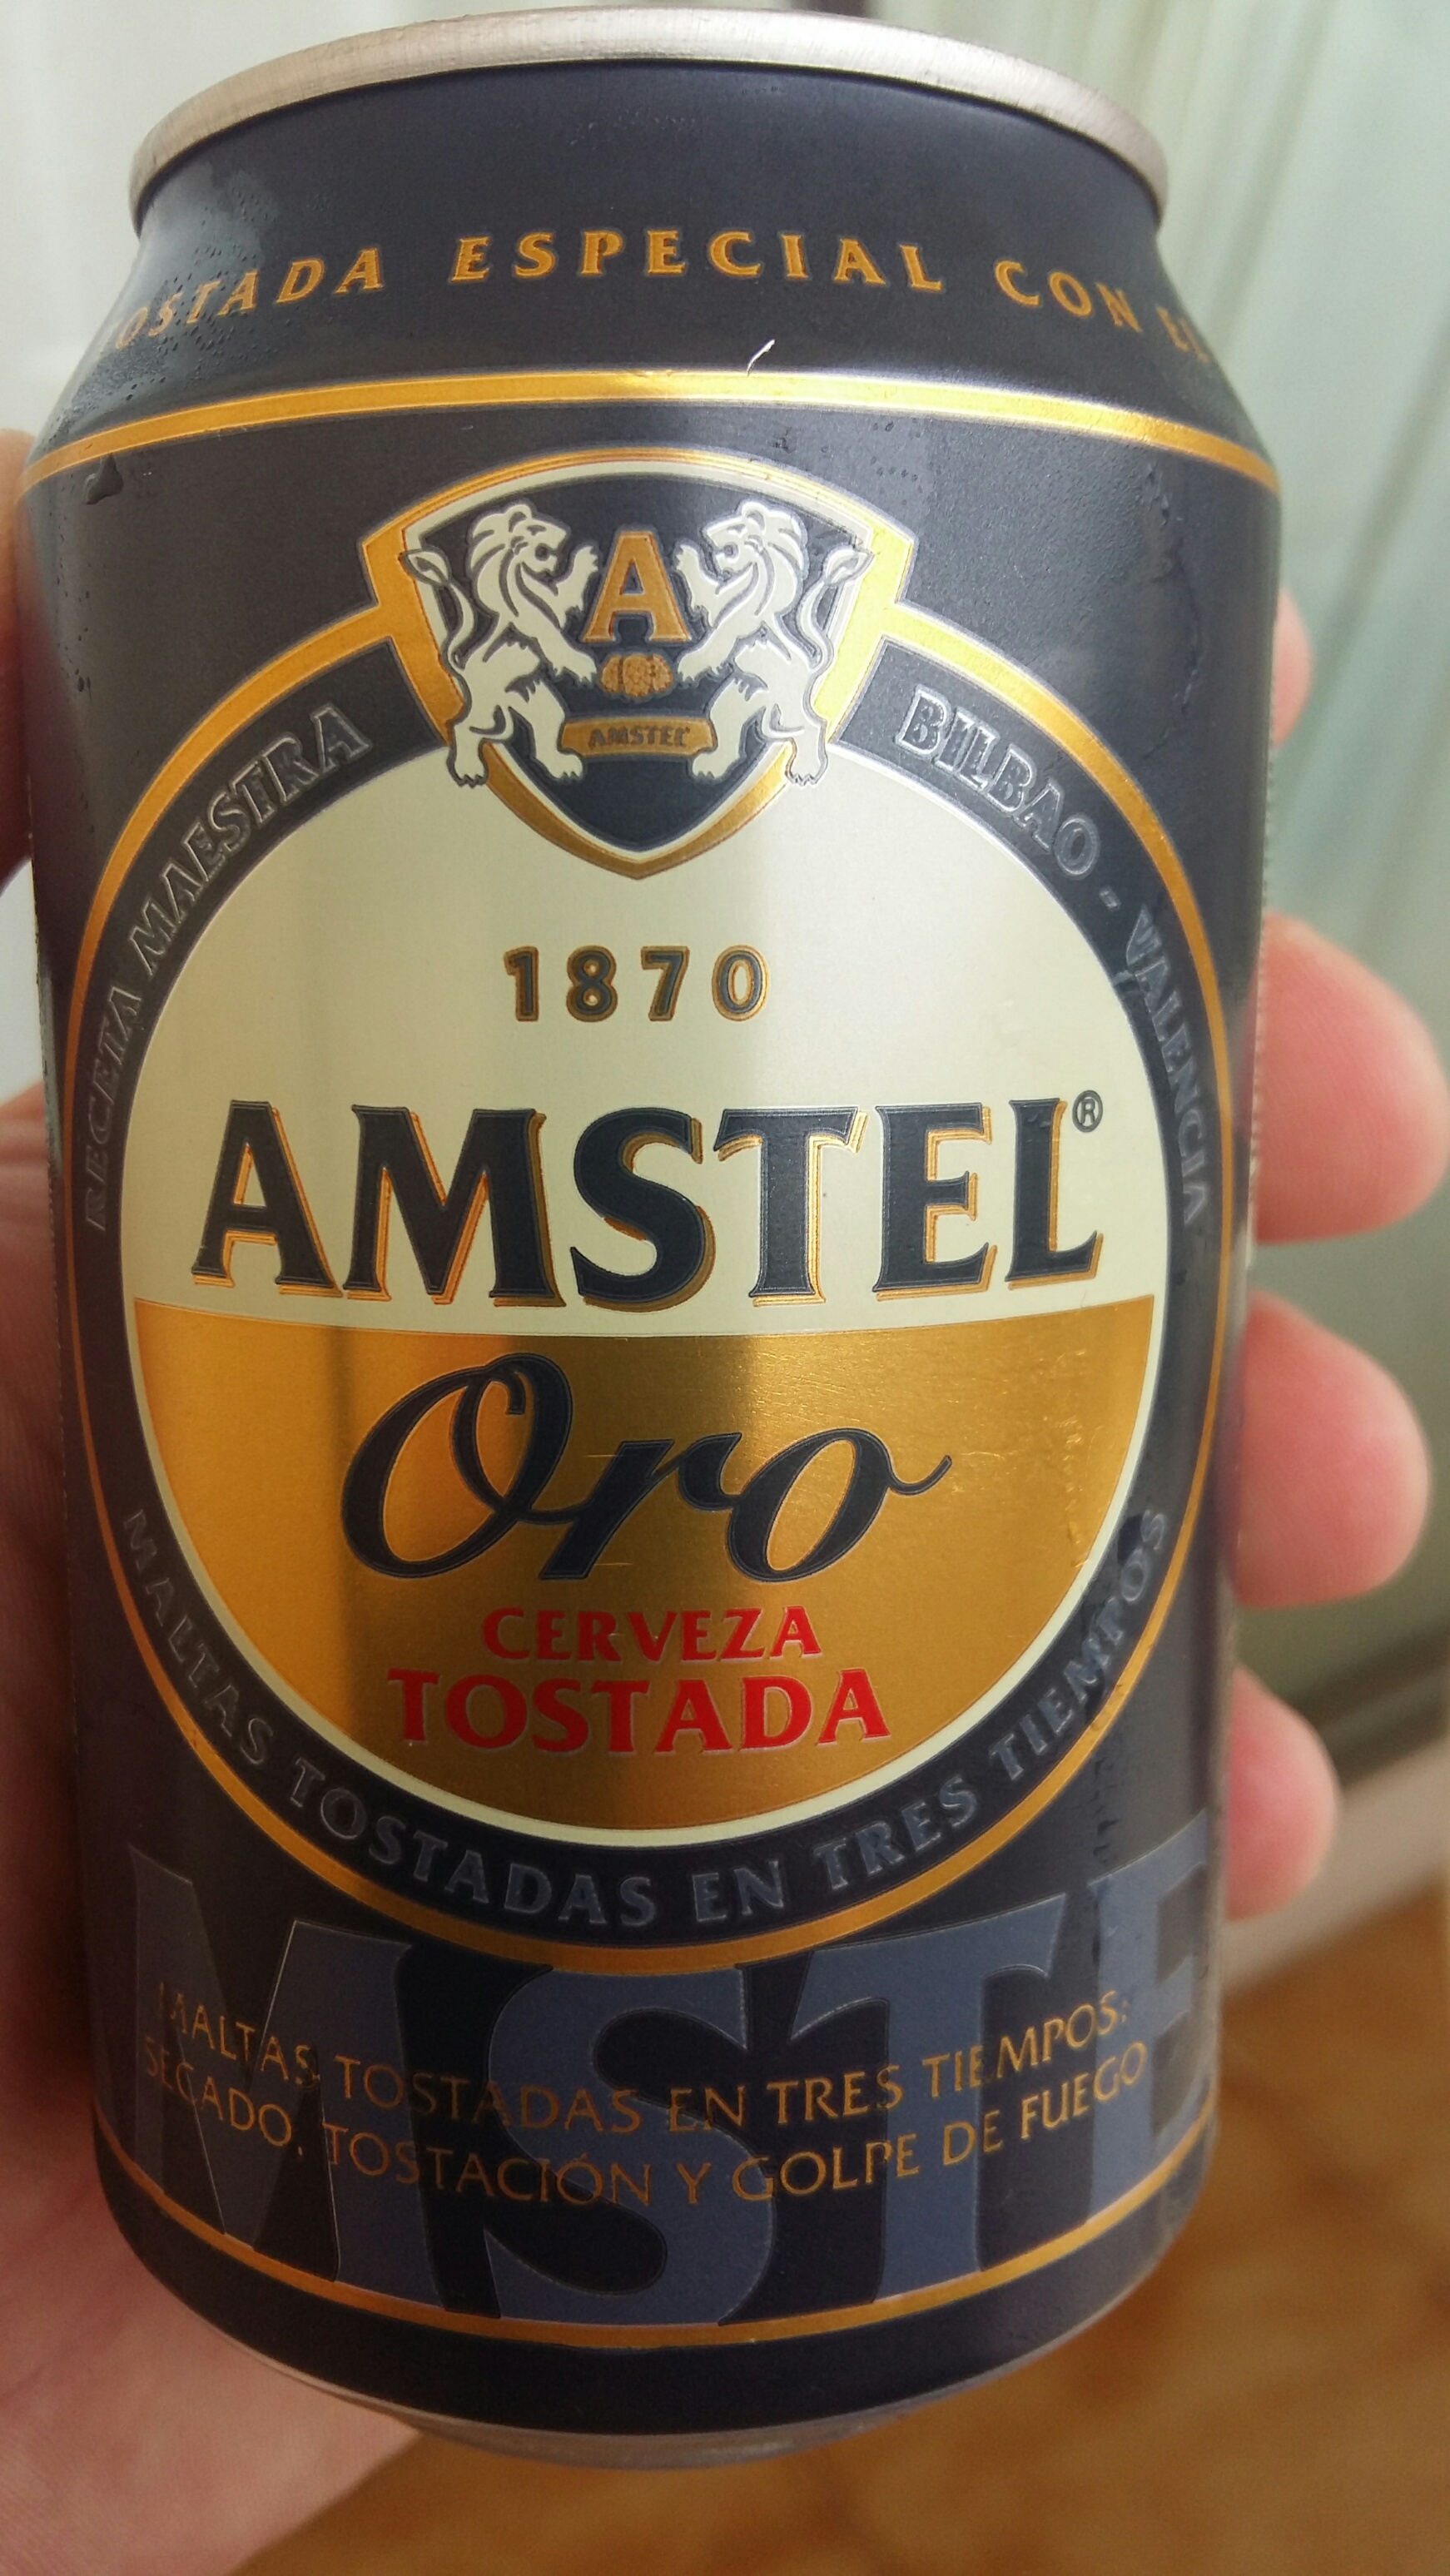 TOSTADA ESPECIAL CON
A
AMSTEL
RECETA MAESTRA
BILBAO - VALENCIA
1870
AMSTEL®
Oro
CERVEZA
TOSTADA
MALTAS TOSTADAS EN TRES TIEMPOS
MSTE
MALTAS TOSTADAS EN TRES TIEMPOS:
SECADO, TOSTACIÓN Y GOLPE DE FUEGO